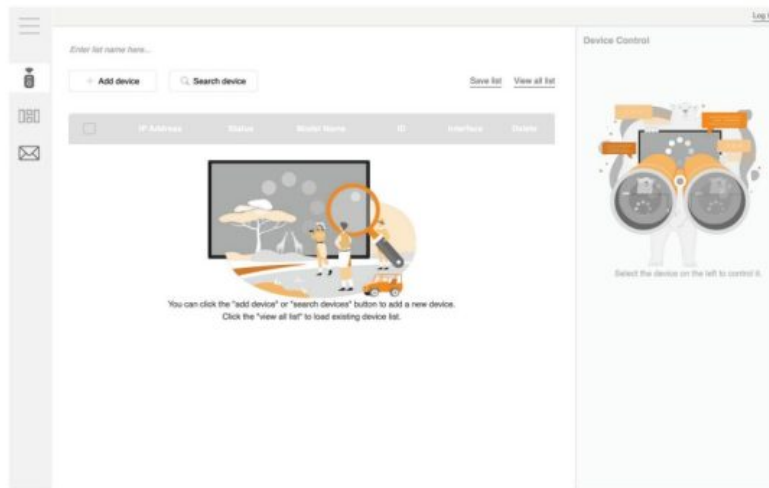 Log
Enter list name here...
Device Control
+ Add device
Search device
Save list
View all list
IP Address Status Model Name ID Interface Delete
Select the device on the left to control it.
You can click the "add device" or "search devices" button to add a new device.
Click the "view all list" to load existing device list.